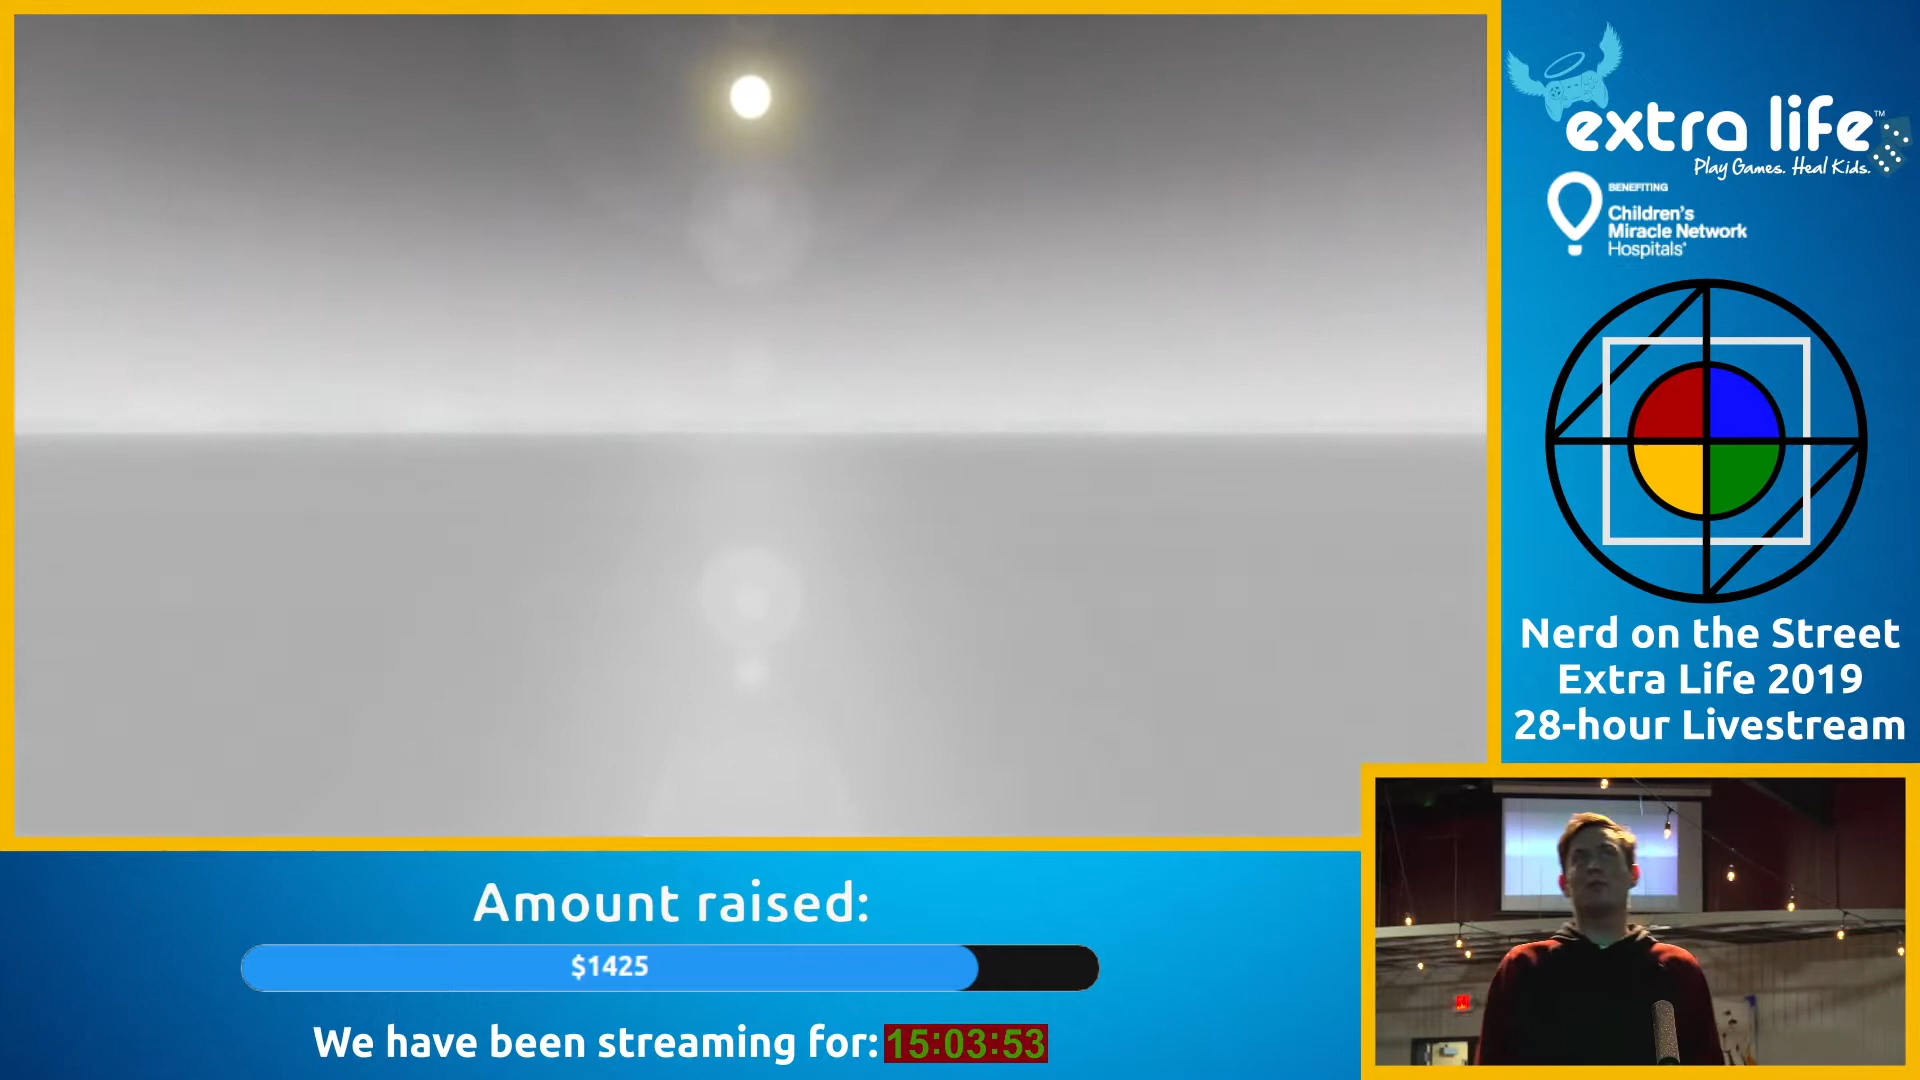 extra life™
Play Games. Heal Kids.
BENEFITING
Children's
Miracle Network
Hospitals
Nerd on the Street
Extra Life 2019
28-hour Livestream
Amount raised:
$1425
We have been streaming for: 15:03:53